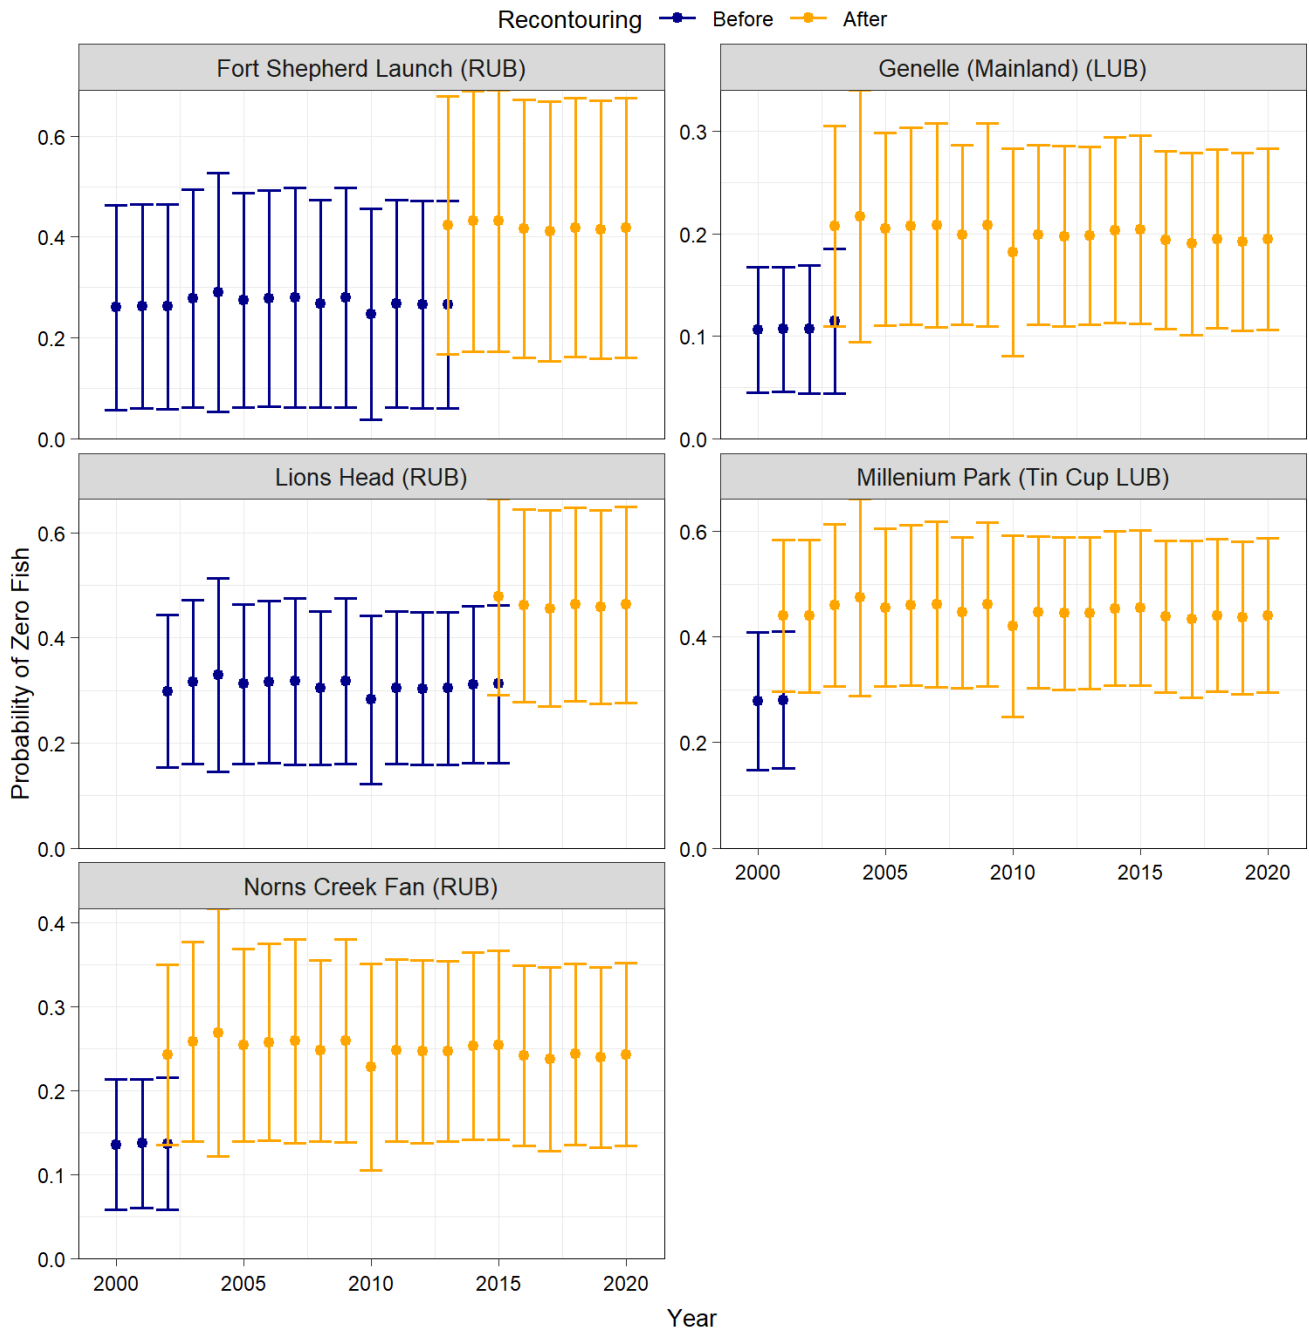 Recontouring Before After
Fort Shepherd Launch (RUB)
0.6
0.4
0.2
0.0
Genelle (Mainland) (LUB)
0.3
0.2
0.1
0.0
Lions Head (RUB)
0.6
0.4
0.2
0.0
Millenium Park (Tin Cup LUB)
0.6
0.4
0.2
0.0
2000 2005 2010 2015 2020
Norns Creek Fan (RUB)
0.4
0.3
0.2
0.1
0.0
2000 2005 2010 2015 2020
Probability of Zero Fish
Year